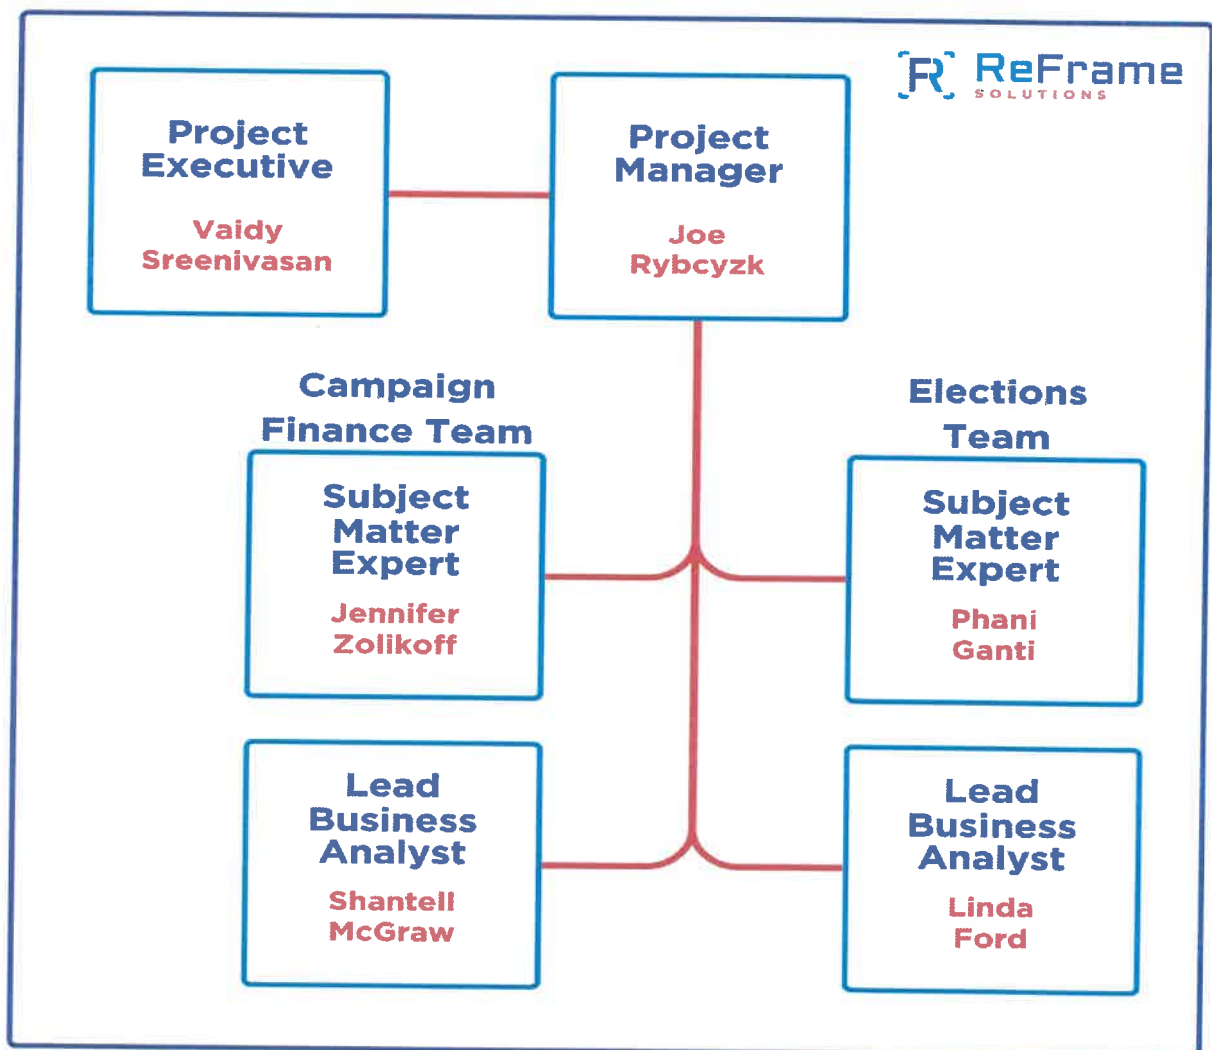 ReFrame
SOLUTIONS
Project
Executive
Vaidy
Sreenivasan
Project
Manager
Joe
Rybcyzk
Campaign
Finance Team
Subject
Matter
Expert
Jennifer
Zolikoff
Lead
Business
Analyst
Shantell
McGraw
Elections
Team
Subject
Matter
Expert
Phani
Ganti
Lead
Business
Analyst
Linda
Ford